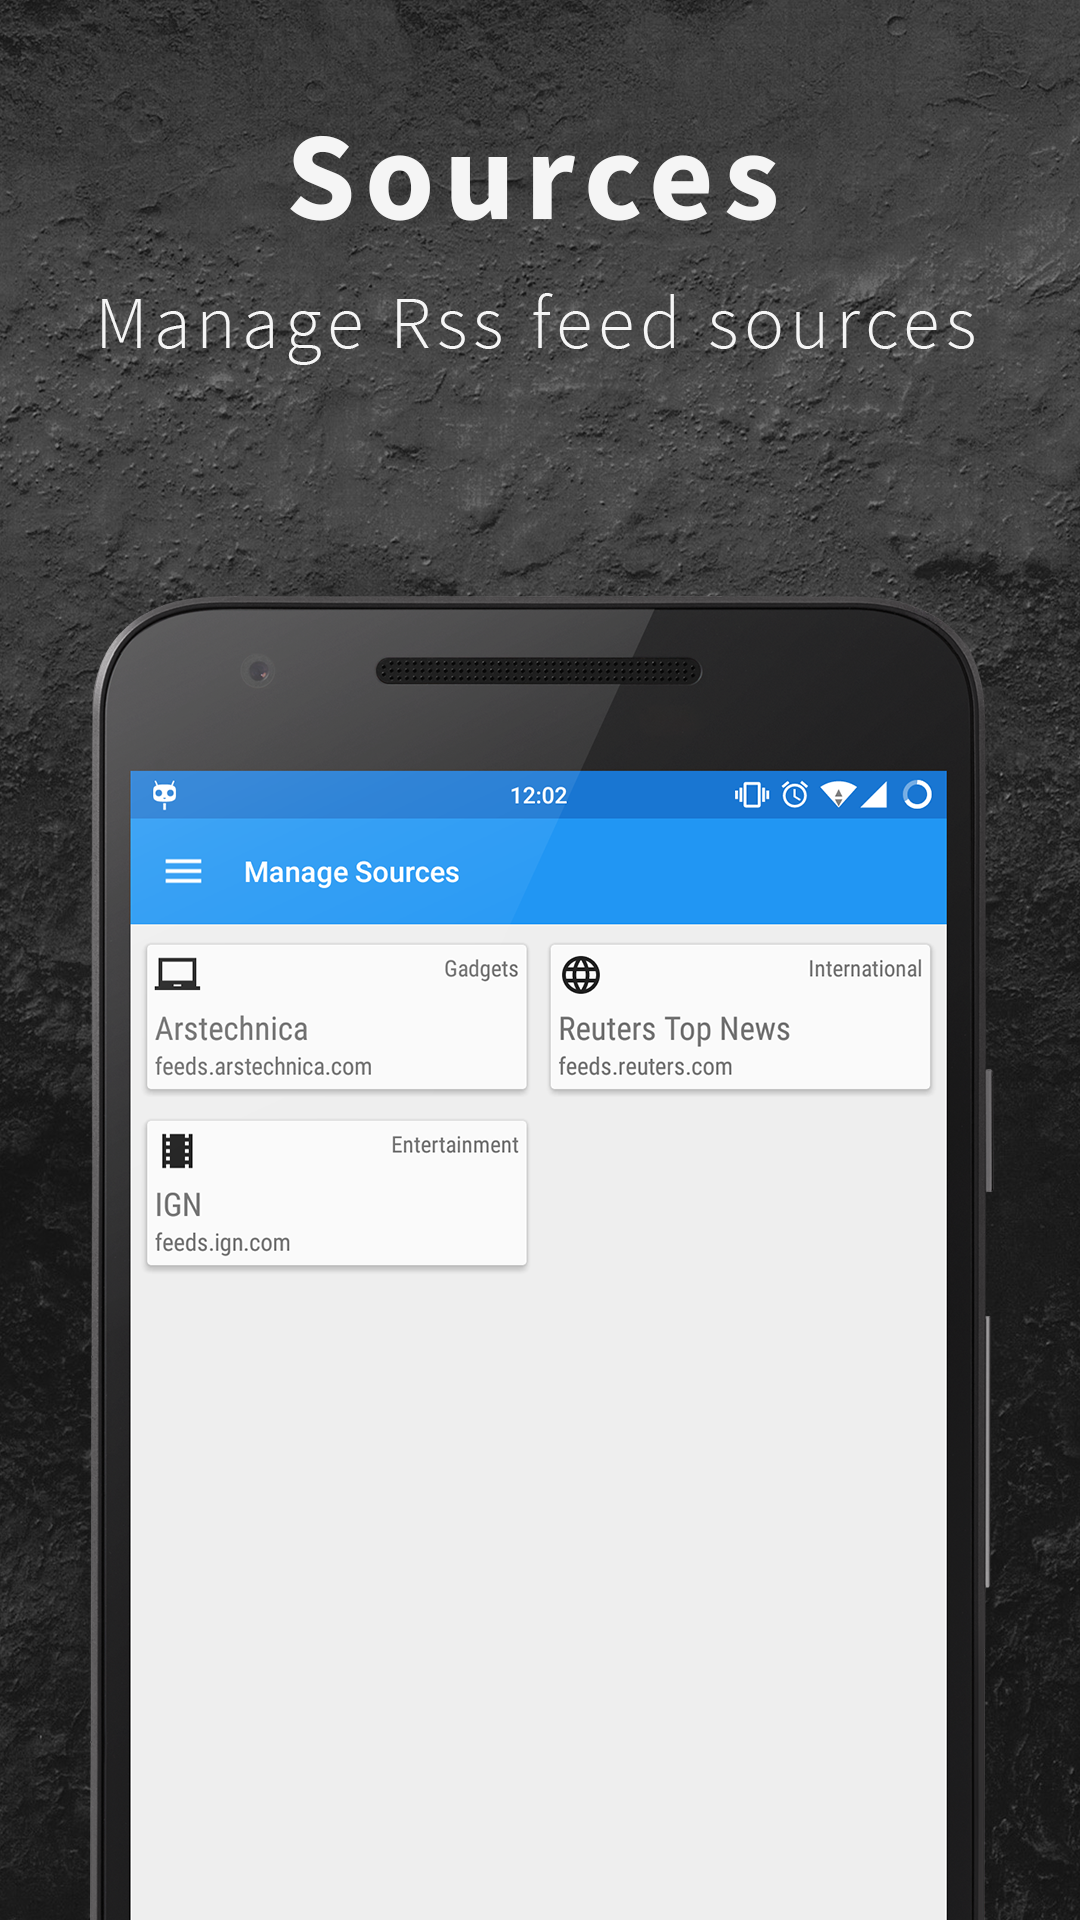 Sources
Manage Rss feed sources
12:02
Manage Sources
Gadgets
Arstechnica
feeds.arstechnica.com
International
Reuters Top News
feeds.reuters.com
Entertainment
IGN
feeds.ign.com